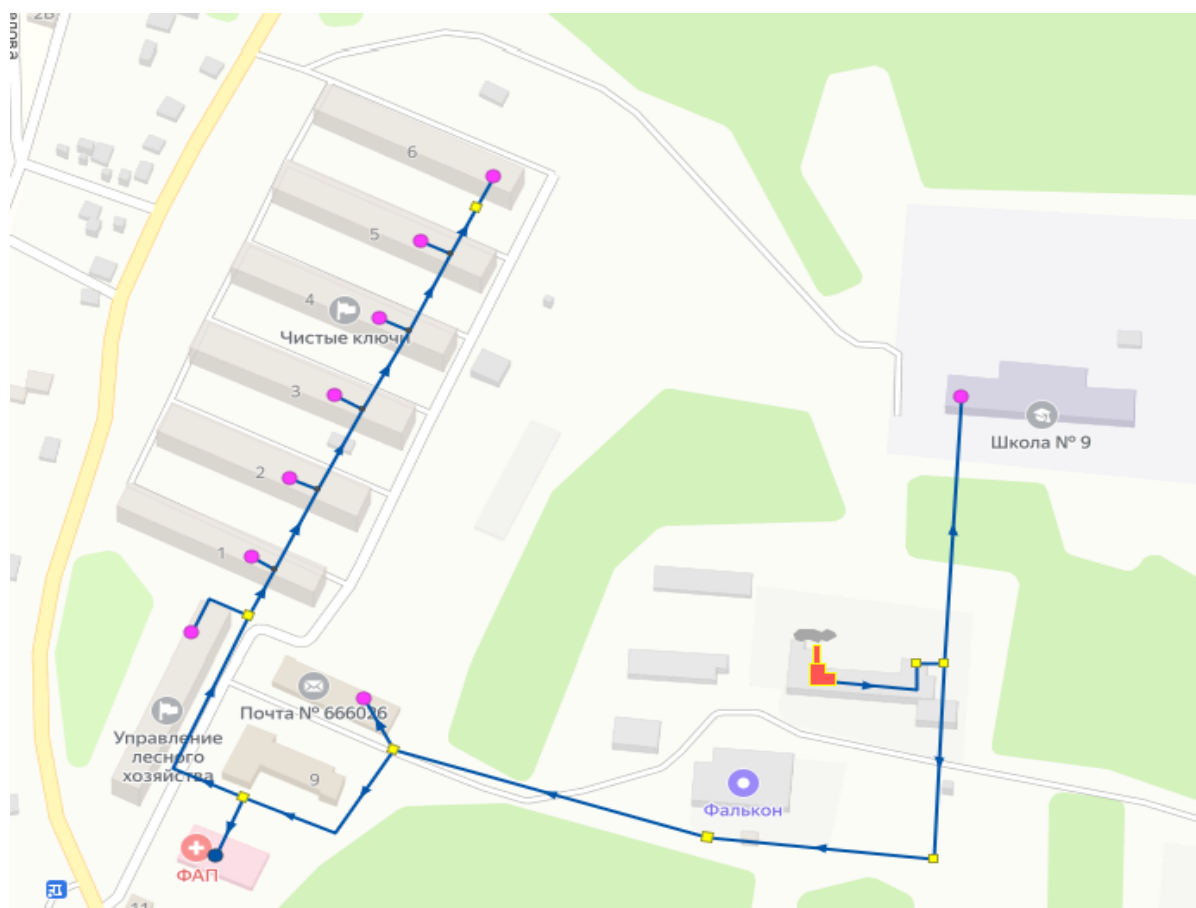 2В
6
5
4
Чистые ключи
3
2
1
Школа № 9
Почта № 666026
Управление
лесного
хозяйства
9
Фалькон
ФАП
11